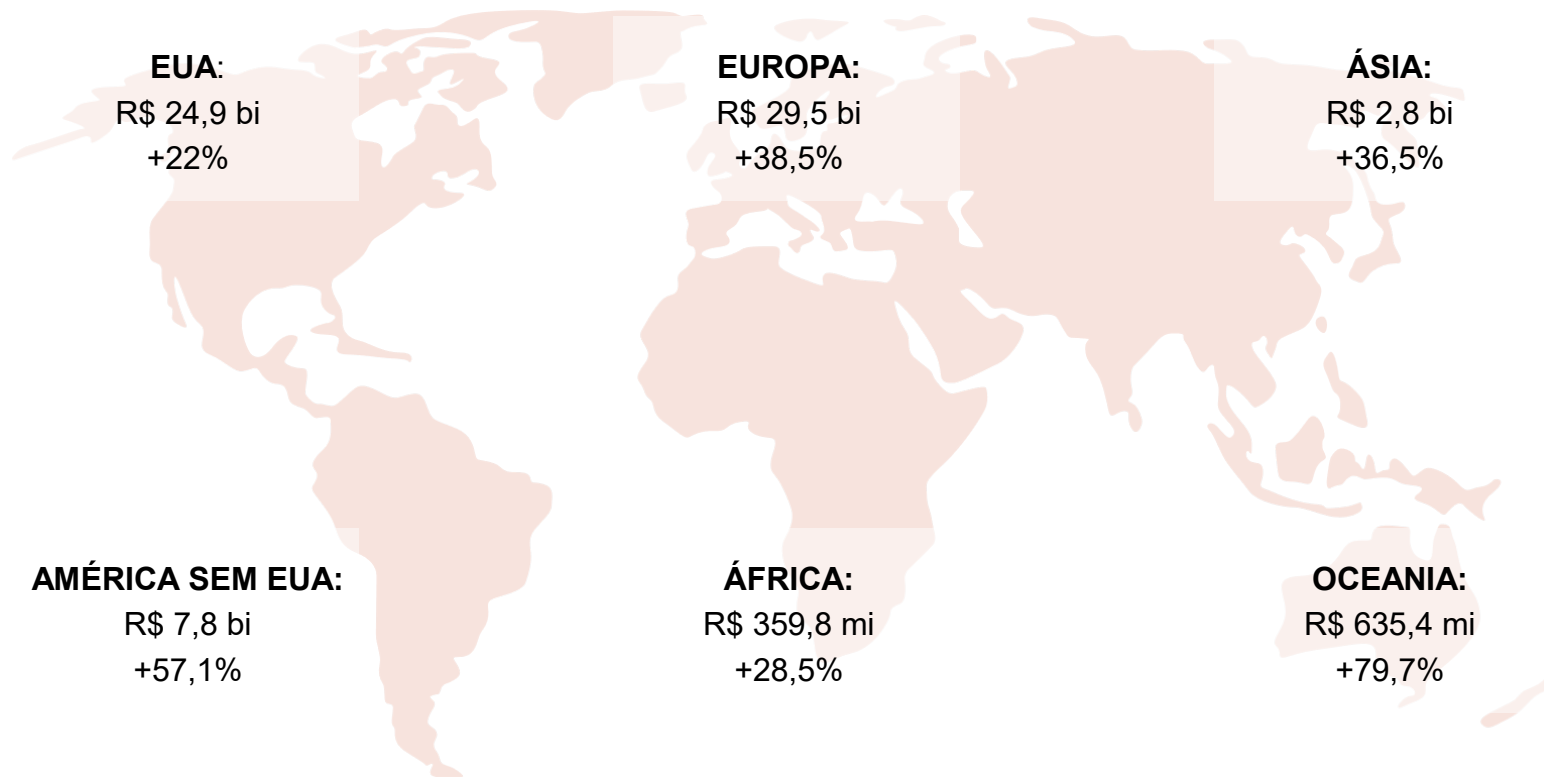 EUA:
R$ 24,9 bi
+22%
EUROPA:
R$ 29,5 bi
+38,5%
ÁSIA:
R$ 2,8 bi
+36,5%
AMÉRICA SEM EUA:
R$ 7,8 bi
+57,1%
ÁFRICA:
R$ 359,8 mi
+28,5%
OCEANIA:
R$ 635,4 mi
+79,7%